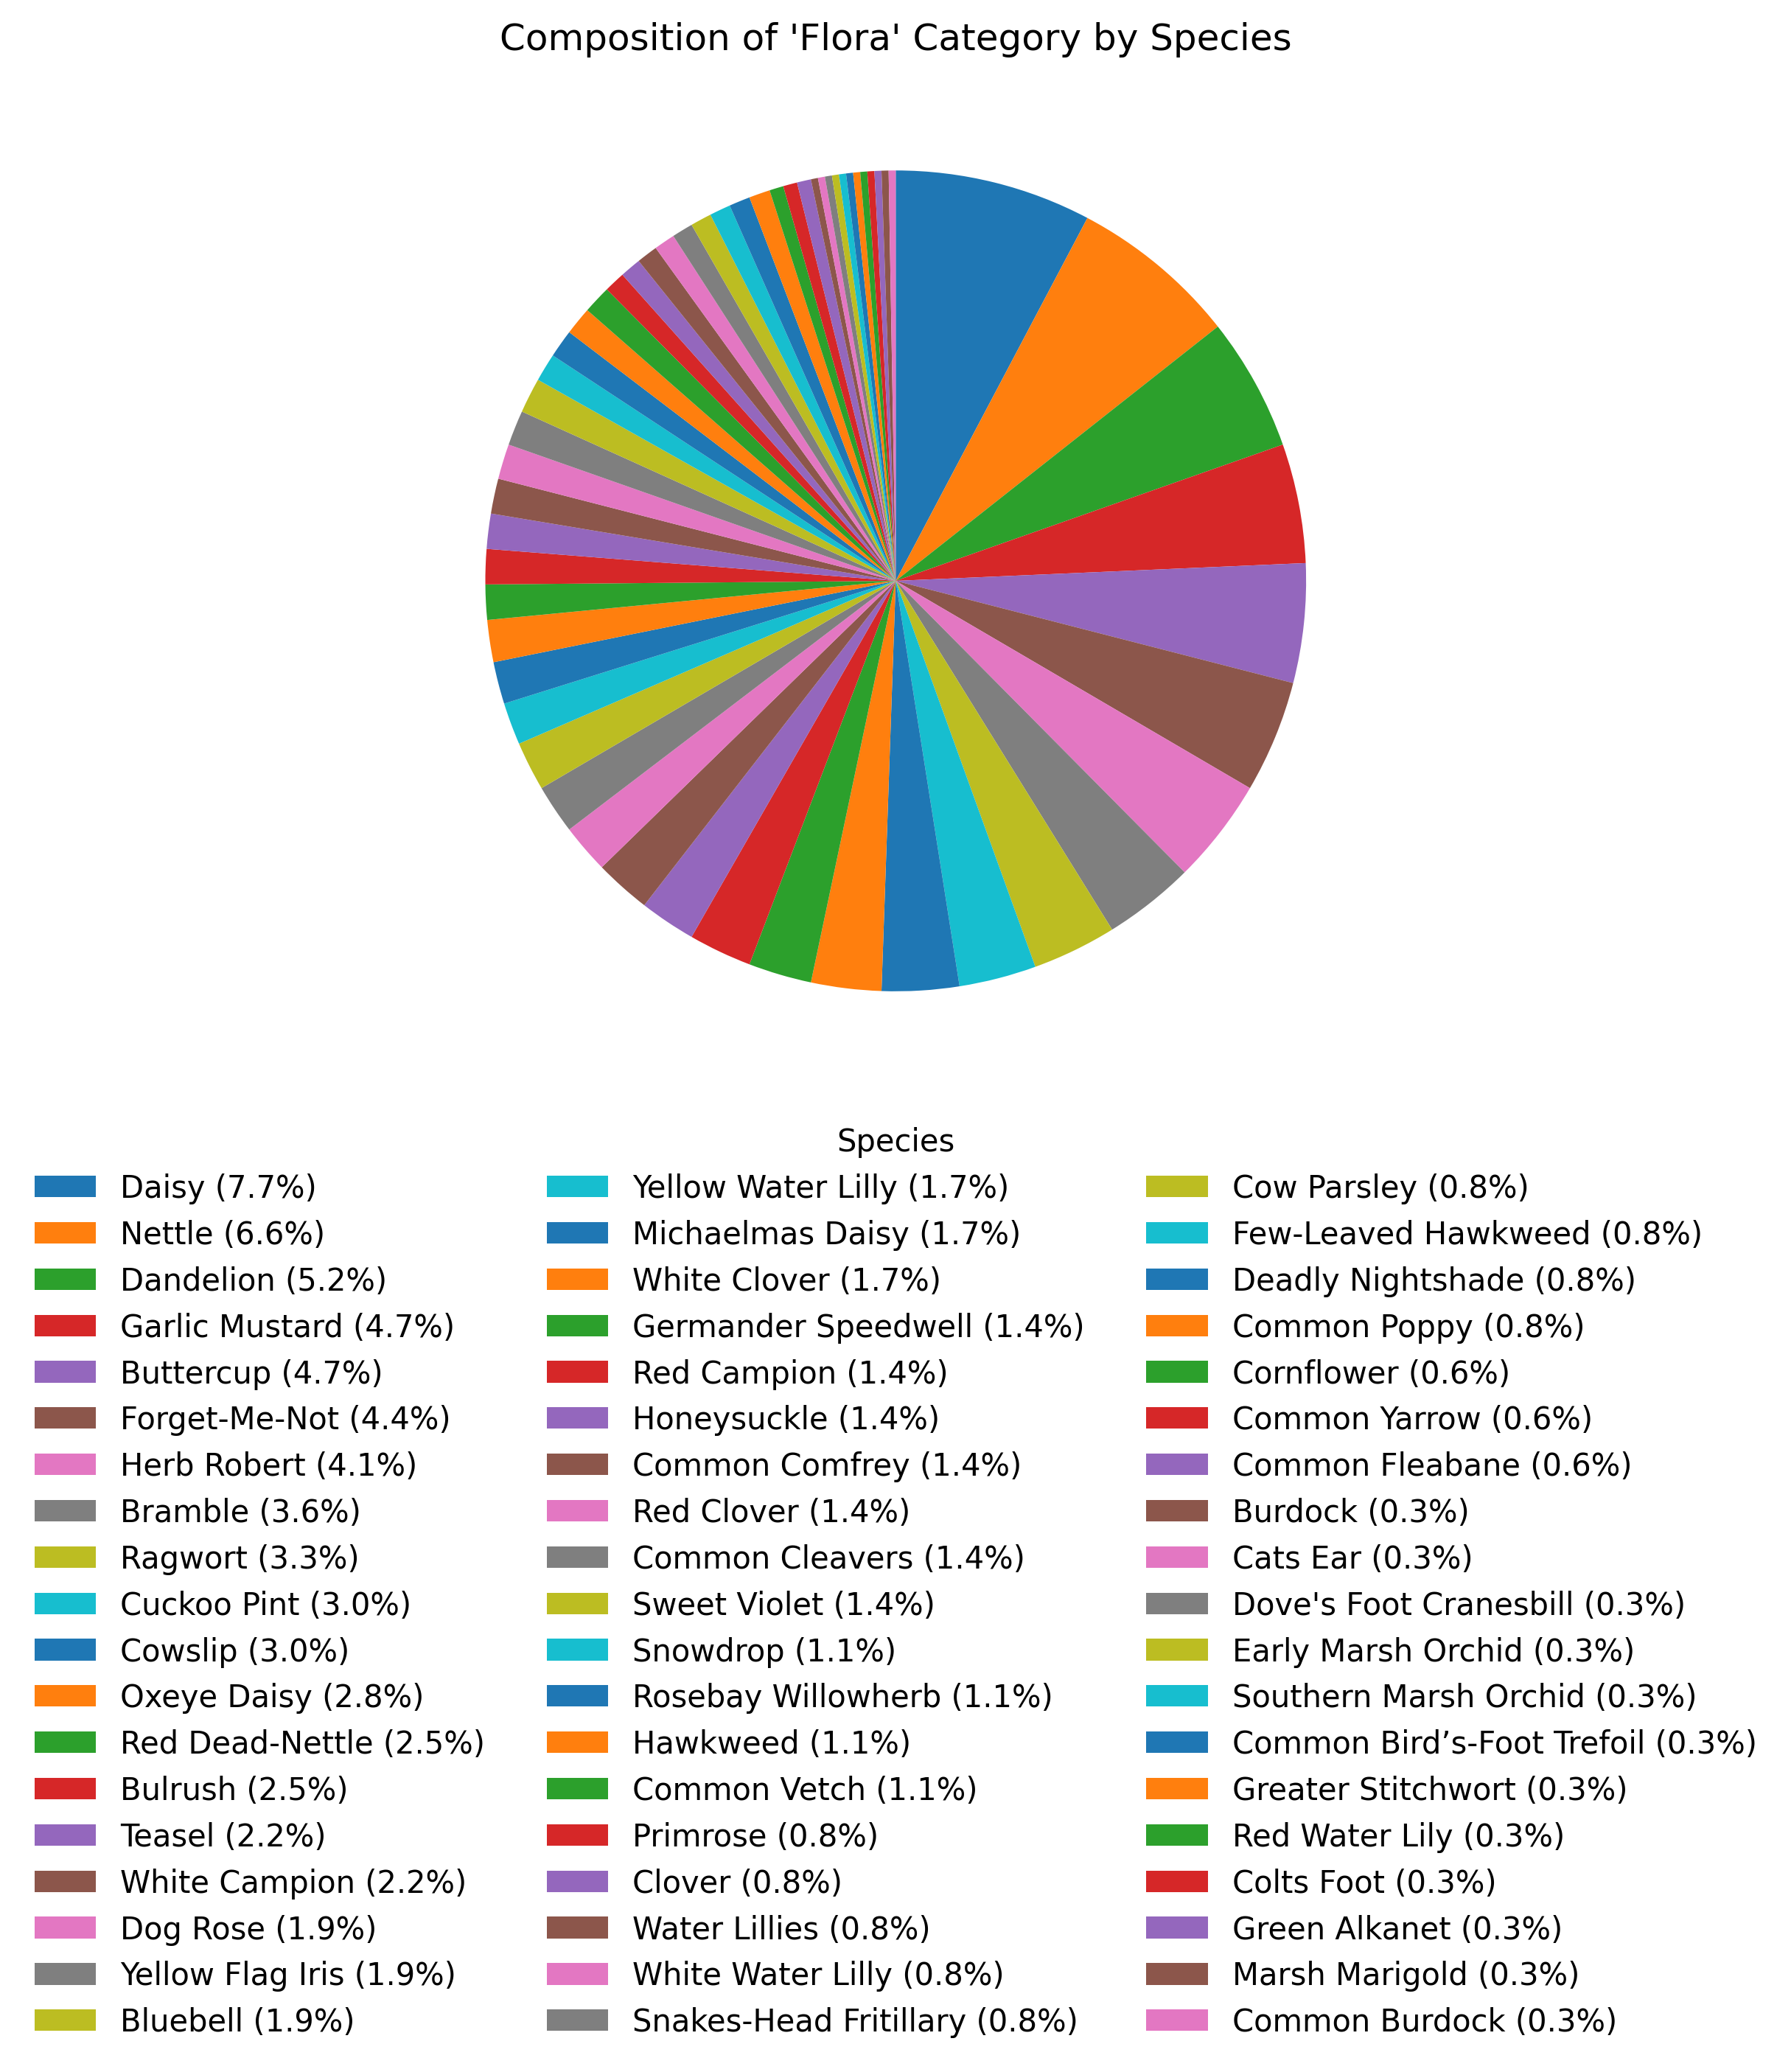 Composition of 'Flora' Category by Species
Species
Daisy (7.7%)
Nettle (6.6%)
Dandelion (5.2%)
Garlic Mustard (4.7%)
Buttercup (4.7%)
Forget-Me-Not (4.4%)
Herb Robert (4.1%)
Bramble (3.6%)
Ragwort (3.3%)
Cuckoo Pint (3.0%)
Cowslip (3.0%)
Oxeye Daisy (2.8%)
Red Dead-Nettle (2.5%)
Bulrush (2.5%)
Teasel (2.2%)
White Campion (2.2%)
Dog Rose (1.9%)
Yellow Flag Iris (1.9%)
Bluebell (1.9%)
Yellow Water Lilly (1.7%)
Michaelmas Daisy (1.7%)
White Clover (1.7%)
Germander Speedwell (1.4%)
Red Campion (1.4%)
Honeysuckle (1.4%)
Common Comfrey (1.4%)
Red Clover (1.4%)
Common Cleavers (1.4%)
Sweet Violet (1.4%)
Snowdrop (1.1%)
Rosebay Willowherb (1.1%)
Hawkweed (1.1%)
Common Vetch (1.1%)
Primrose (0.8%)
Clover (0.8%)
Water Lillies (0.8%)
White Water Lilly (0.8%)
Snakes-Head Fritillary (0.8%)
Cow Parsley (0.8%)
Few-Leaved Hawkweed (0.8%)
Deadly Nightshade (0.8%)
Common Poppy (0.8%)
Cornflower (0.6%)
Common Yarrow (0.6%)
Common Fleabane (0.6%)
Burdock (0.3%)
Cats Ear (0.3%)
Dove's Foot Cranesbill (0.3%)
Early Marsh Orchid (0.3%)
Southern Marsh Orchid (0.3%)
Common Bird’s-Foot Trefoil (0.3%)
Greater Stitchwort (0.3%)
Red Water Lily (0.3%)
Colts Foot (0.3%)
Green Alkanet (0.3%)
Marsh Marigold (0.3%)
Common Burdock (0.3%)